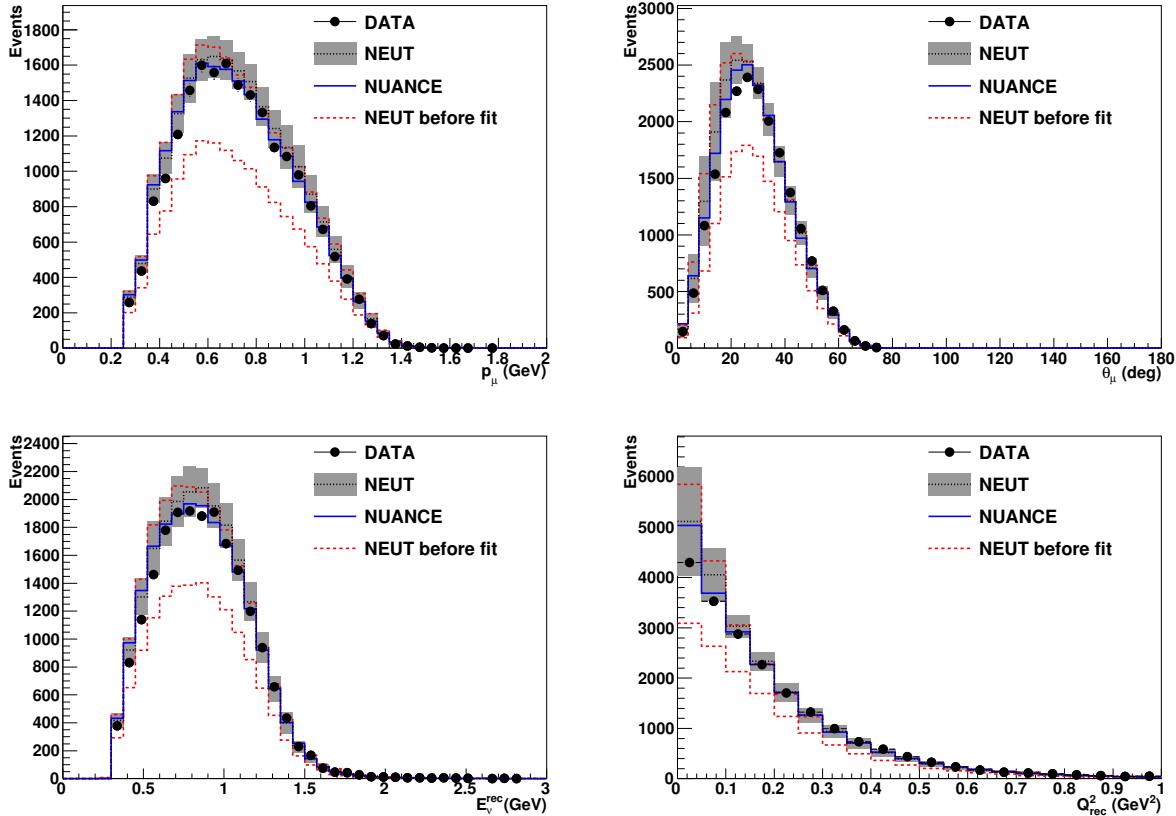 Events
1800
1600
1400
1200
1000
800
600
400
200
0
0 0.2 0.4 0.6 0.8 1 1.2 1.4 1.6 1.8 2
p_μ (GeV)
DATA
NEUT
NUANCE
NEUT before fit
Events
3000
2500
2000
1500
1000
500
0
0 20 40 60 80 100 120 140 160 180
θ_μ (deg)
DATA
NEUT
NUANCE
NEUT before fit
Events
2400
2200
2000
1800
1600
1400
1200
1000
800
600
400
200
0
0 0.5 1 1.5 2 2.5 3
E_ν^rec (GeV)
DATA
NEUT
NUANCE
NEUT before fit
Events
6000
5000
4000
3000
2000
1000
0
0 0.1 0.2 0.3 0.4 0.5 0.6 0.7 0.8 0.9 1
Q²_rec (GeV²)
DATA
NEUT
NUANCE
NEUT before fit